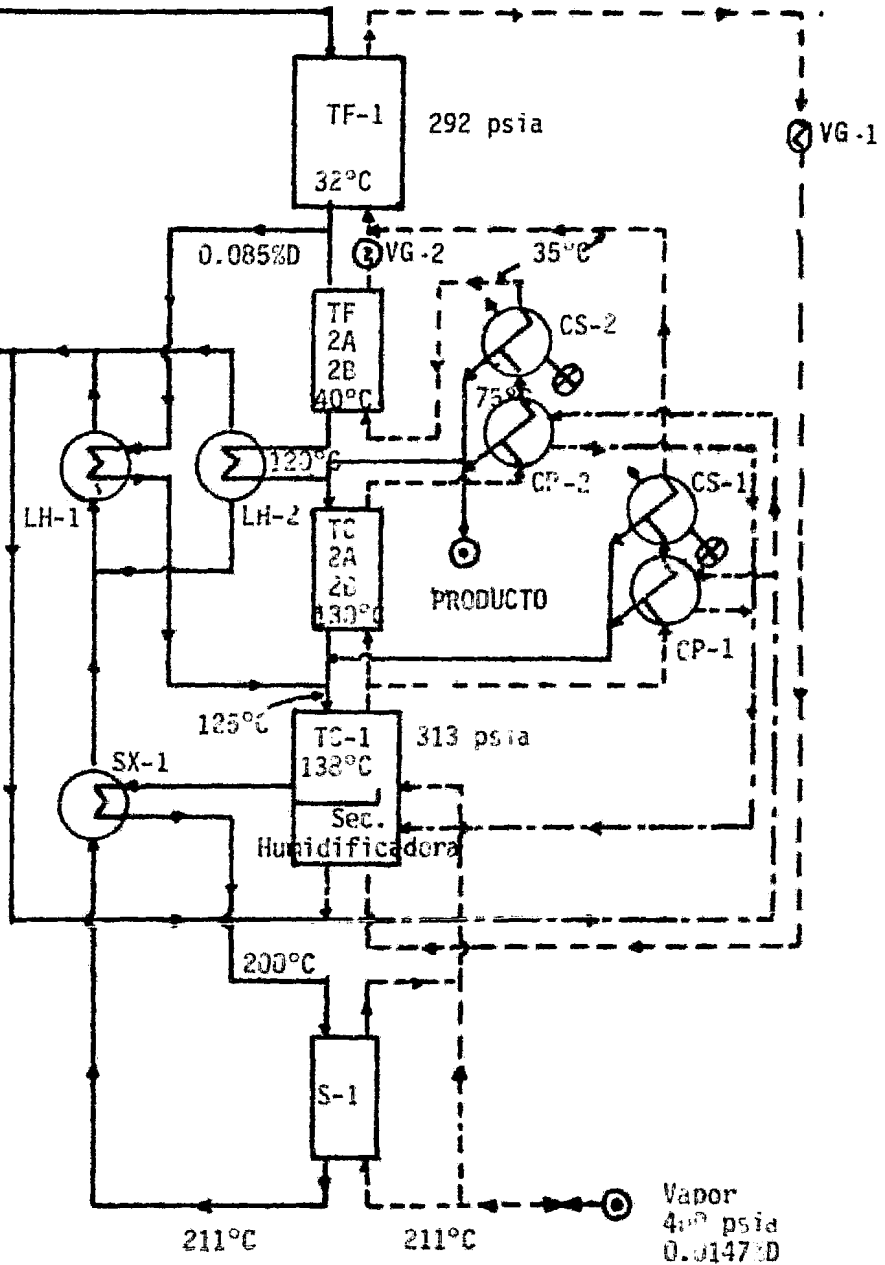 TF-1
292 psia
VG-1
32°C
0.085%D
VG-2
35°C
TF
2A
2B
40°C
CS-2
75°C
120°C
LH-1
LH-2
CP-2
CS-1
TC
2A
2B
130°C
PRODUCTO
CP-1
125°C
TC-1
138°C
313 psia
SX-1
Sec.
Humidificadora
200°C
S-1
211°C
211°C
Vapor
psia